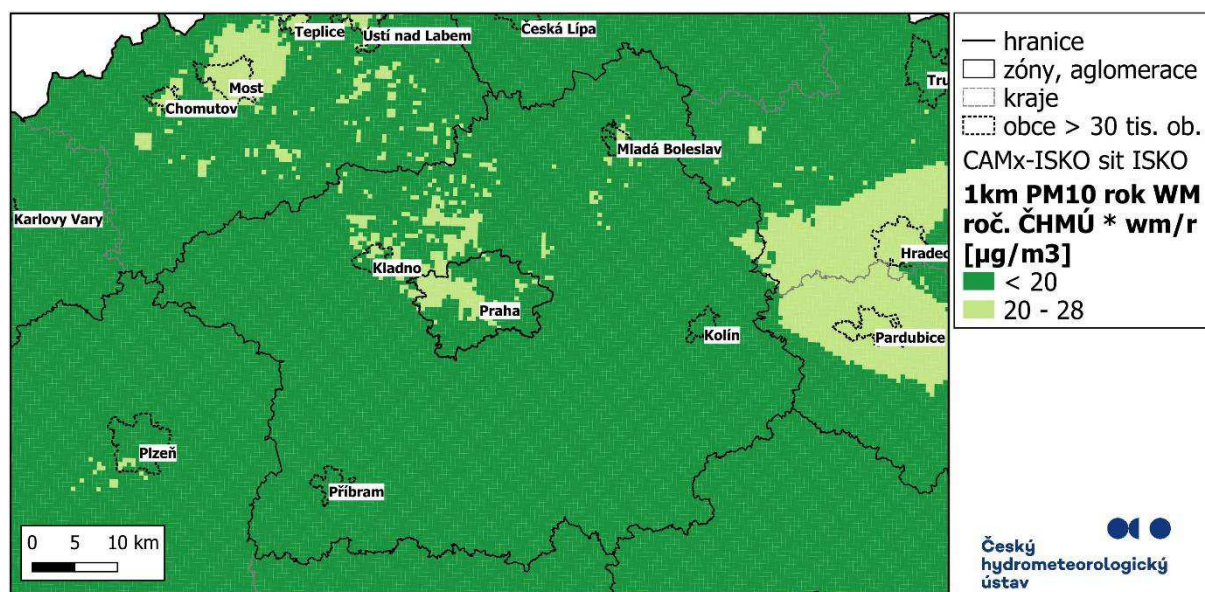 Teplice
Ústí nad Labem
Česká Lípa
Most
Chomutov
Tru
Mladá Boleslav
Karlovy Vary
Hradec
Kladno
Praha
Kolín
Pardubice
Plzeň
Příbram
0 5 10 km
hranice
zóny, aglomerace
kraje
obce > 30 tis. ob.
CAMx-ISKO sit ISKO
1km PM10 rok WM
roč. ČHMÚ * wm/r
[µg/m3]
< 20
20 - 28
Český
hydrometeorologický
ústav